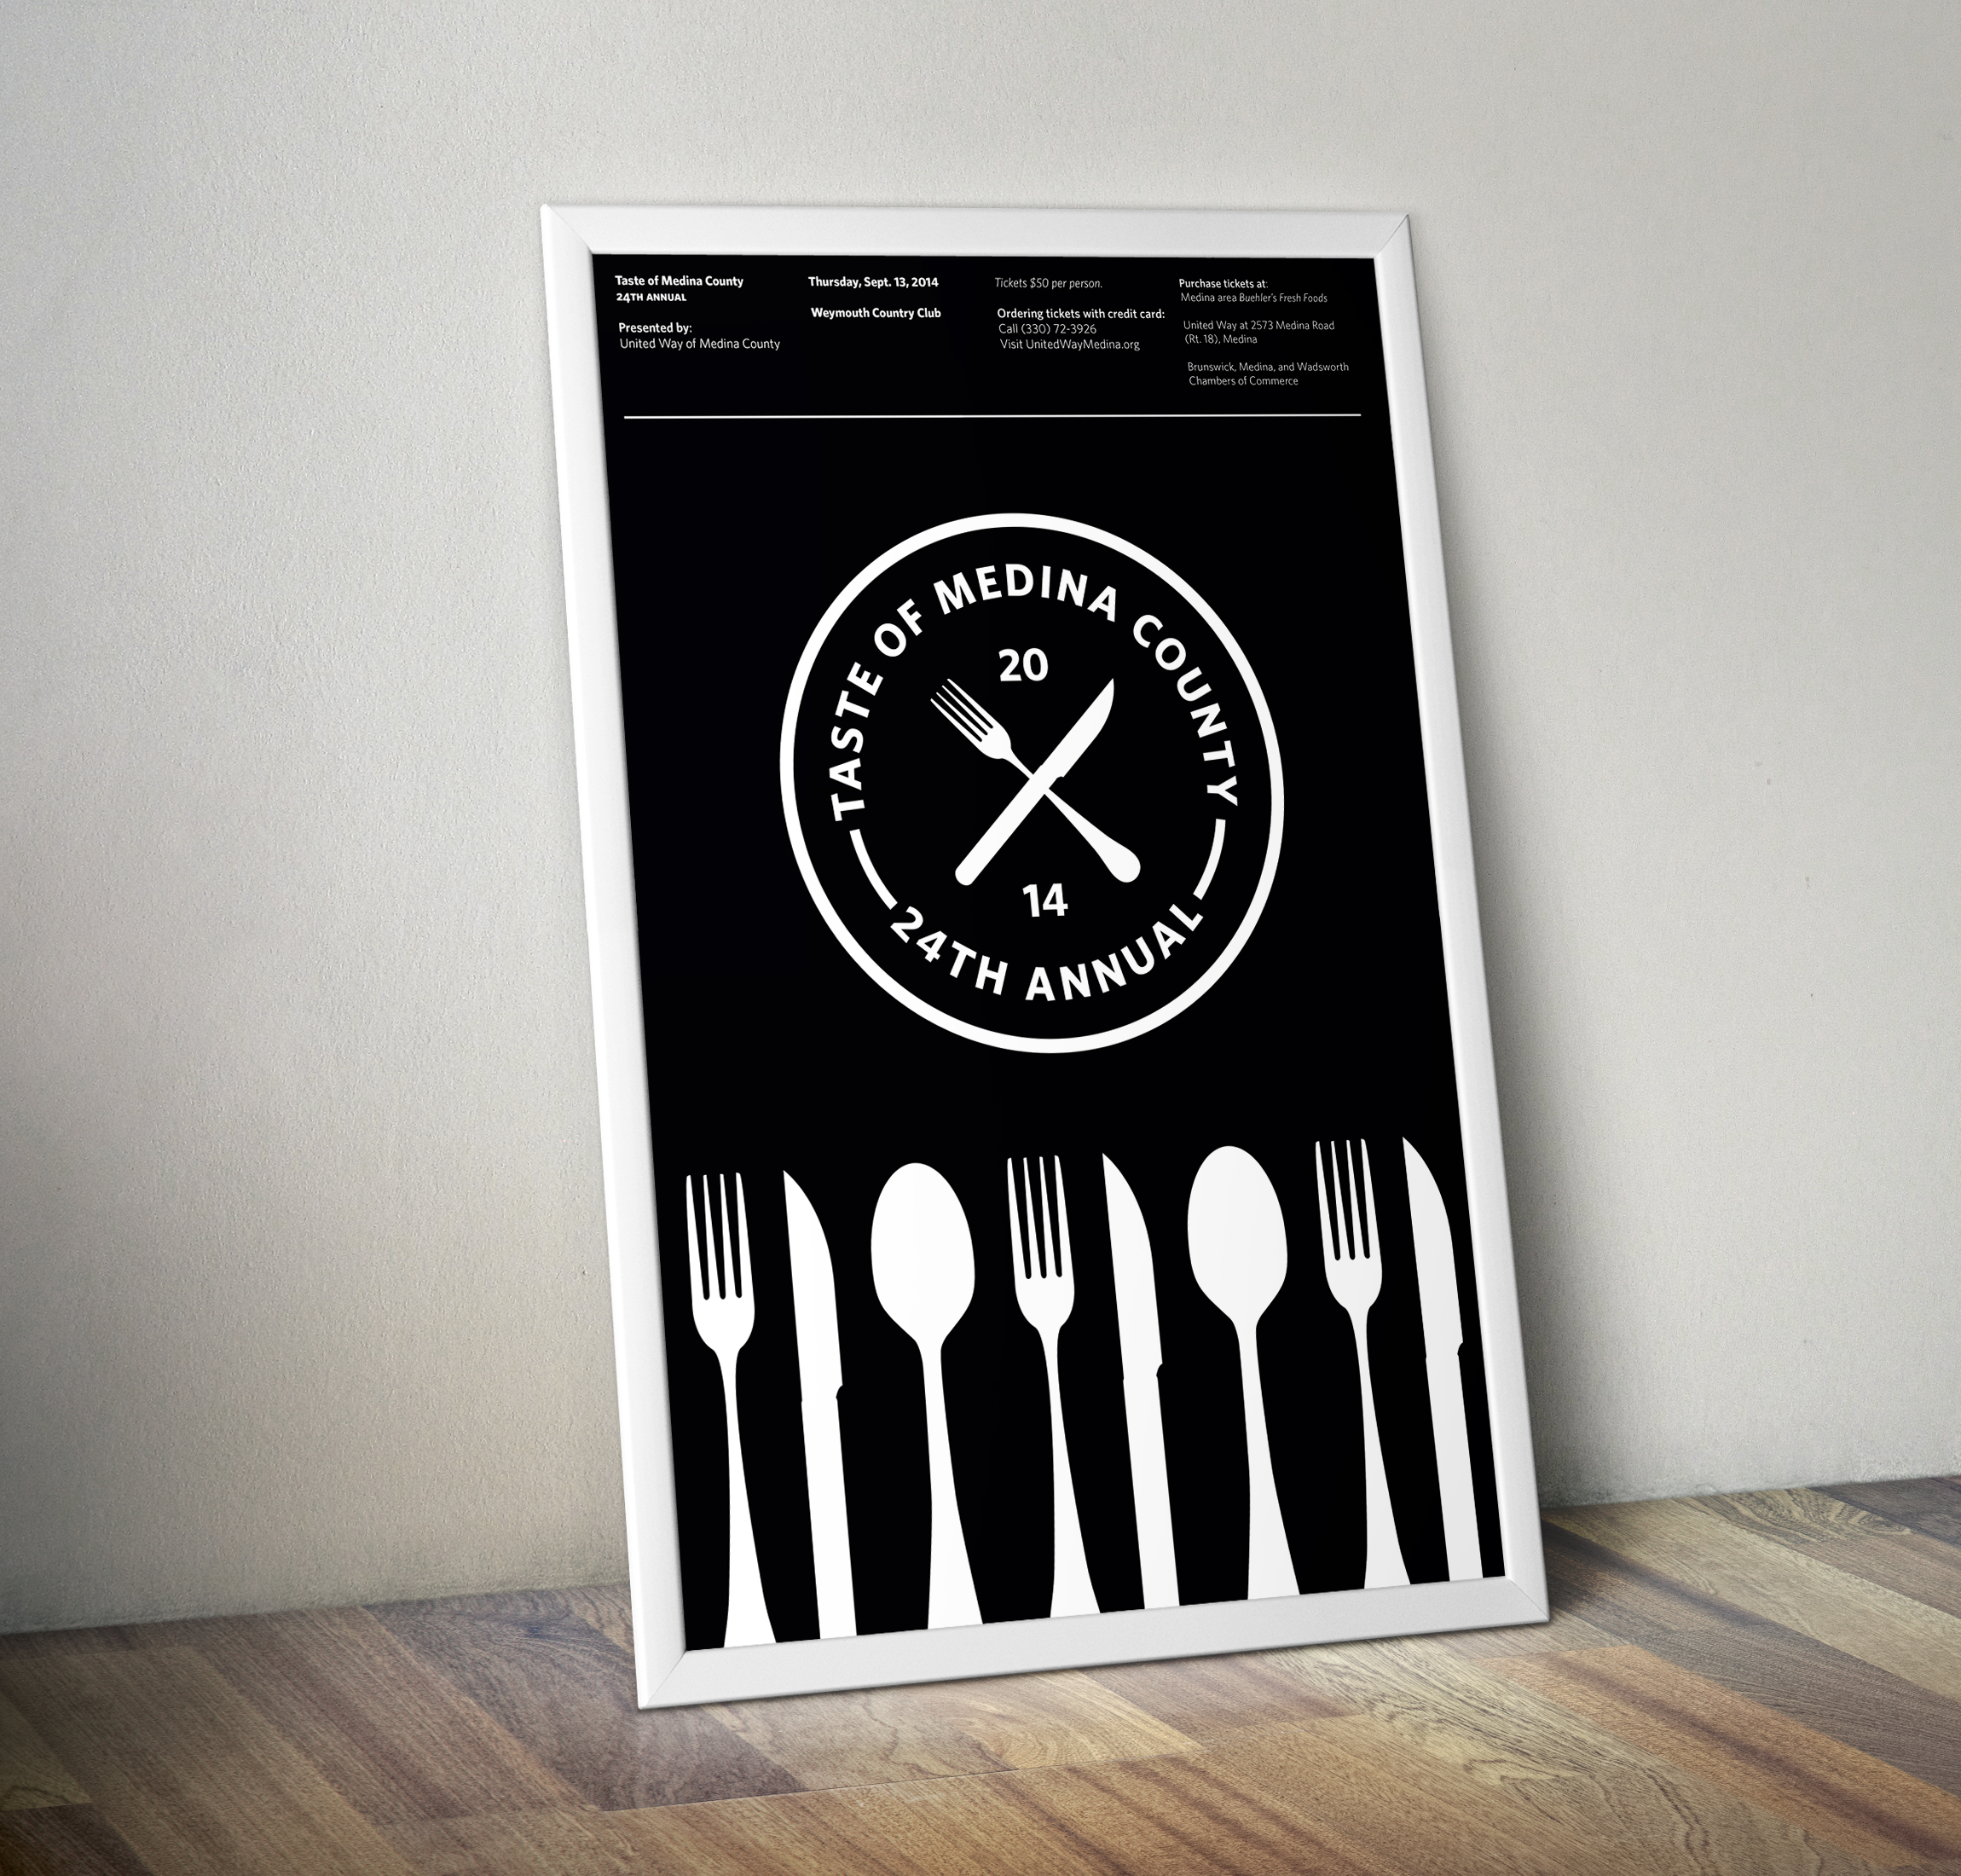 Taste of Medina County
24TH ANNUAL
Presented by:
United Way of Medina County
Thursday, Sept. 13, 2014
Weymouth Country Club
Tickets $50 per person.
Ordering tickets with credit card:
Call (330) 72-3926
Visit UnitedWayMedina.org
Purchase tickets at:
Medina area Buehler's Fresh Foods
United Way at 2573 Medina Road
(Rt. 18), Medina
Brunswick, Medina, and Wadsworth
Chambers of Commerce
TASTE OF MEDINA COUNTY
20
14
24TH ANNUAL